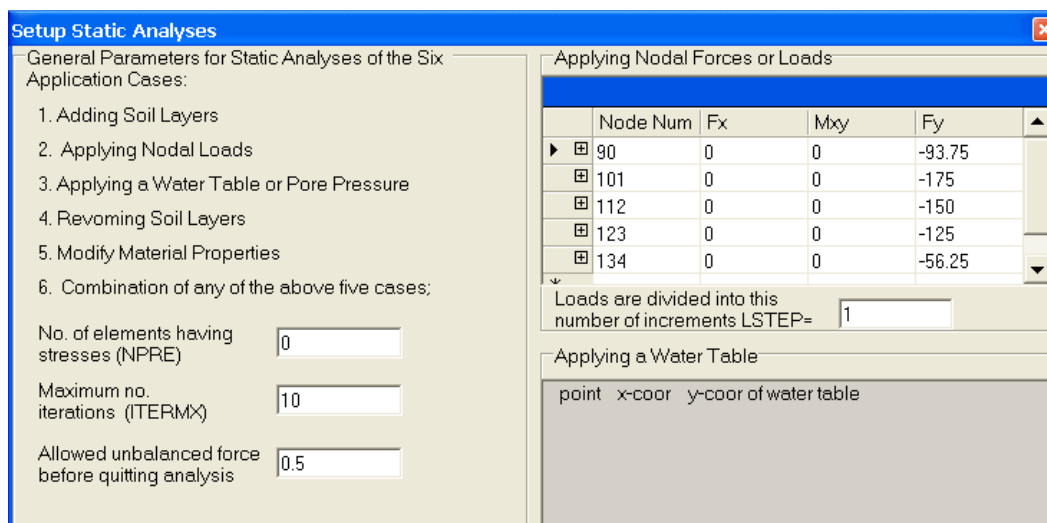 Setup Static Analyses
General Parameters for Static Analyses of the Six
Application Cases:
1. Adding Soil Layers
2. Applying Nodal Loads
3. Applying a Water Table or Pore Pressure
4. Revoming Soil Layers
5. Modify Material Properties
6. Combination of any of the above five cases;
No. of elements having
stresses (NPRE)
0
Maximum no.
iterations (ITERMX)
10
Allowed unbalanced force
before quitting analysis
0.5
Applying Nodal Forces or Loads
Node Num Fx Mxy Fy
90 0 0 -93.75
101 0 0 -175
112 0 0 -150
123 0 0 -125
134 0 0 -56.25
Loads are divided into this
number of increments LSTEP=
1
Applying a Water Table
point x-coor y-coor of water table